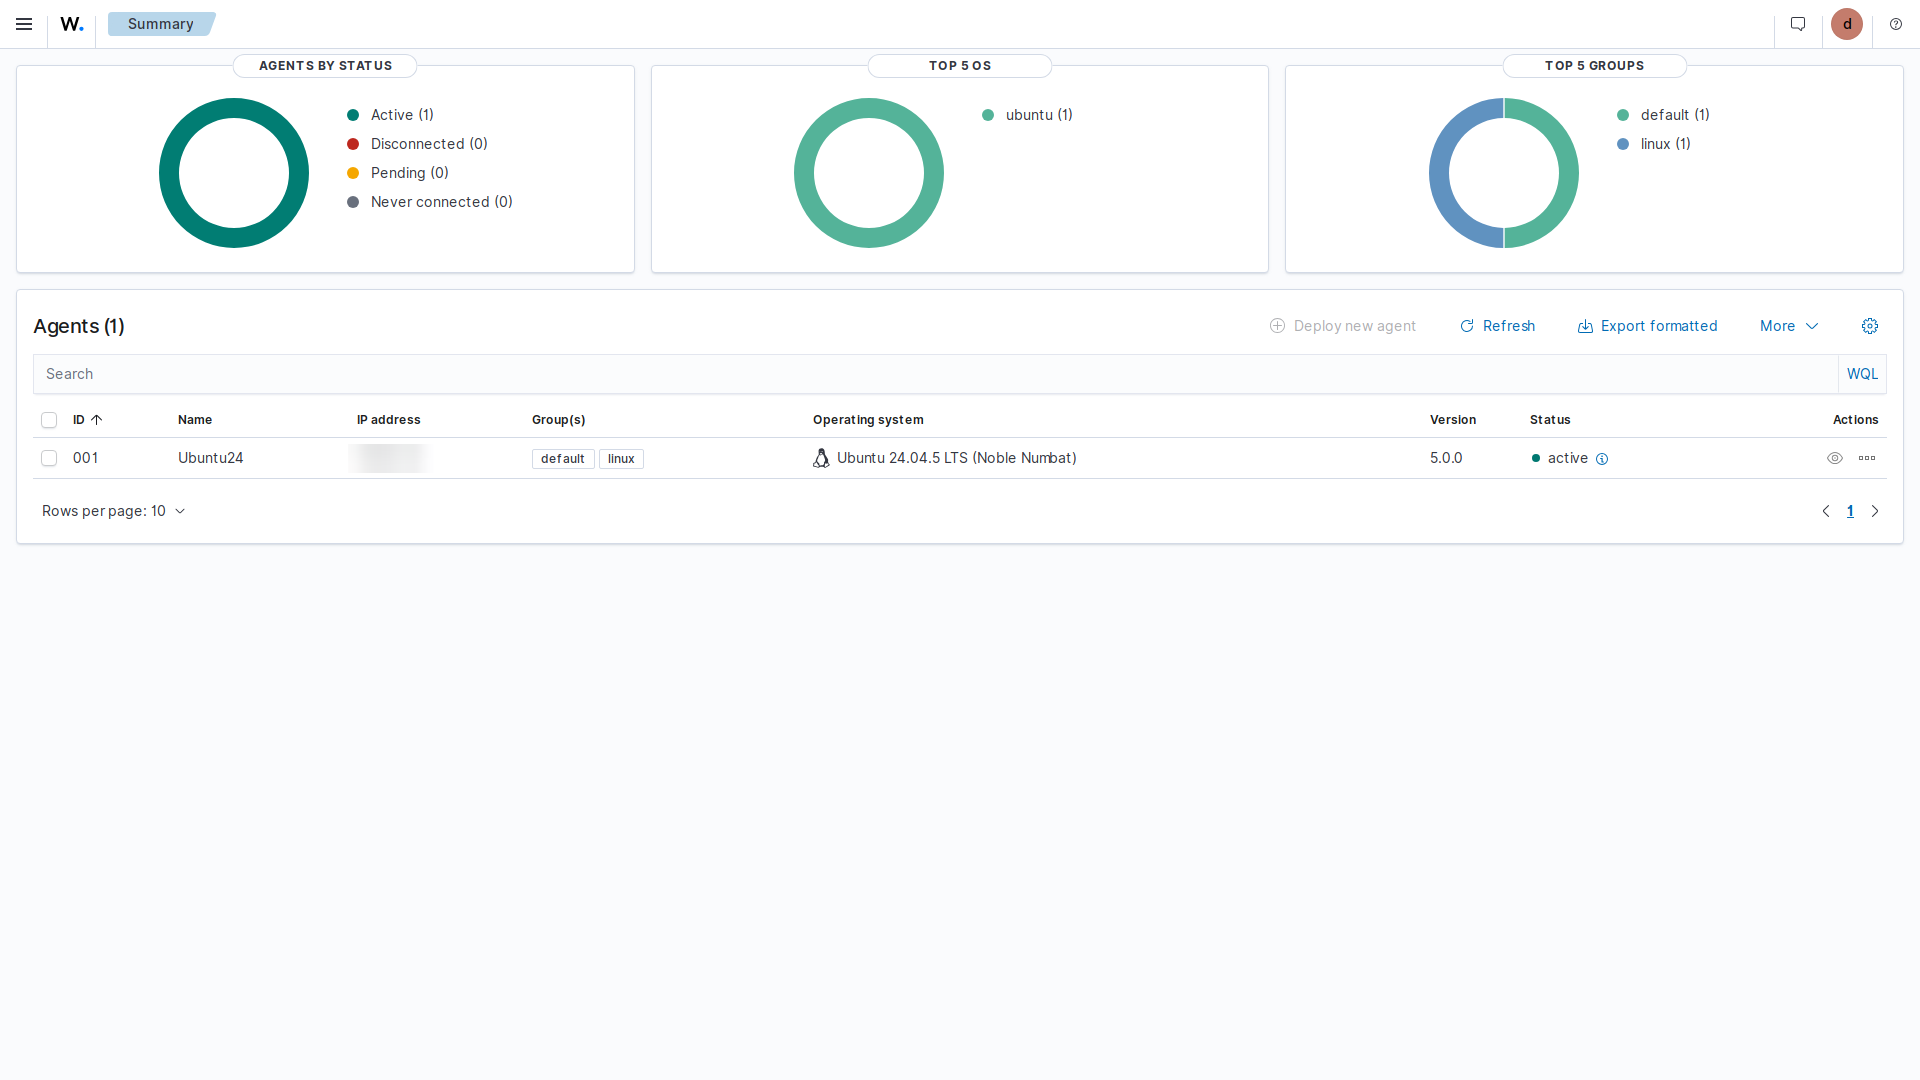 W. Summary d
AGENTS BY STATUS
Active (1)
Disconnected (0)
Pending (0)
Never connected (0)
TOP 5 OS
ubuntu (1)
TOP 5 GROUPS
default (1)
linux (1)
Agents (1) Deploy new agent Refresh Export formatted More
Search WQL
ID Name IP address Group(s) Operating system Version Status Actions
001 Ubuntu24 default linux Ubuntu 24.04.5 LTS (Noble Numbat) 5.0.0 active
Rows per page: 10 1